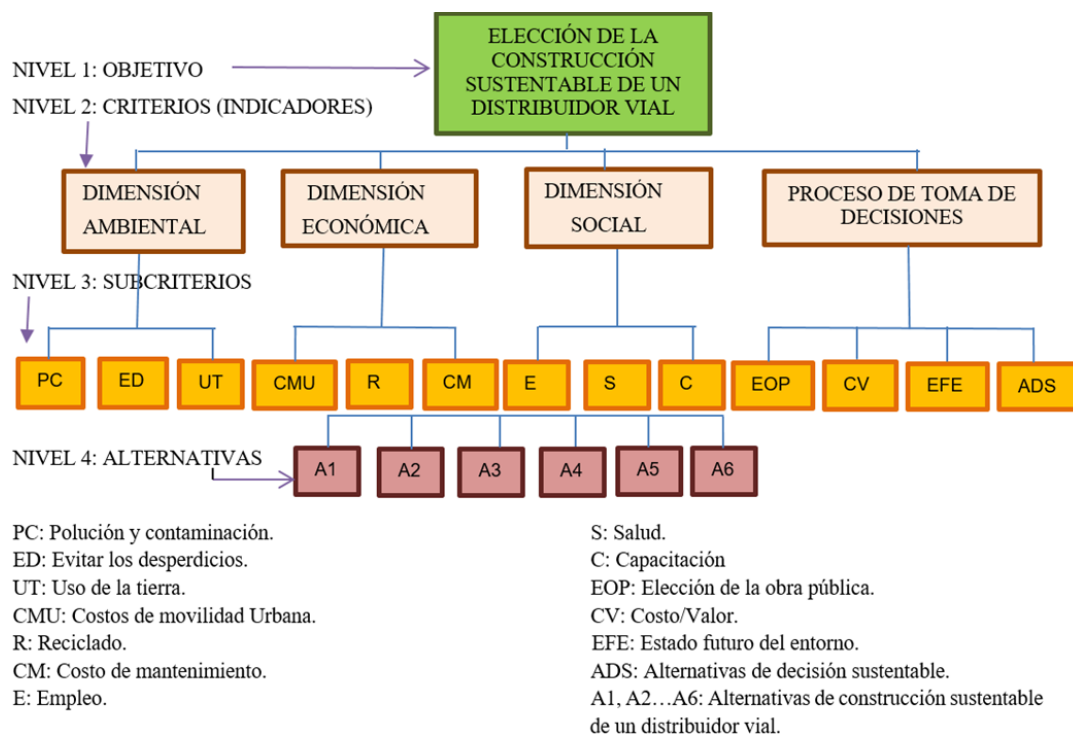 ELECCIÓN DE LA
CONSTRUCCIÓN
SUSTENTABLE DE UN
DISTRIBUIDOR VIAL
NIVEL 1: OBJETIVO
NIVEL 2: CRITERIOS (INDICADORES)
DIMENSIÓN
AMBIENTAL
DIMENSIÓN
ECONÓMICA
DIMENSIÓN
SOCIAL
PROCESO DE TOMA DE
DECISIONES
NIVEL 3: SUBCRITERIOS
PC ED UT CMU R CM E S C EOP CV EFE ADS
NIVEL 4: ALTERNATIVAS
A1 A2 A3 A4 A5 A6
PC: Polución y contaminación.
ED: Evitar los desperdicios.
UT: Uso de la tierra.
CMU: Costos de movilidad Urbana.
R: Reciclado.
CM: Costo de mantenimiento.
E: Empleo.
S: Salud.
C: Capacitación
EOP: Elección de la obra pública.
CV: Costo/Valor.
EFE: Estado futuro del entorno.
ADS: Alternativas de decisión sustentable.
A1, A2…A6: Alternativas de construcción sustentable
de un distribuidor vial.